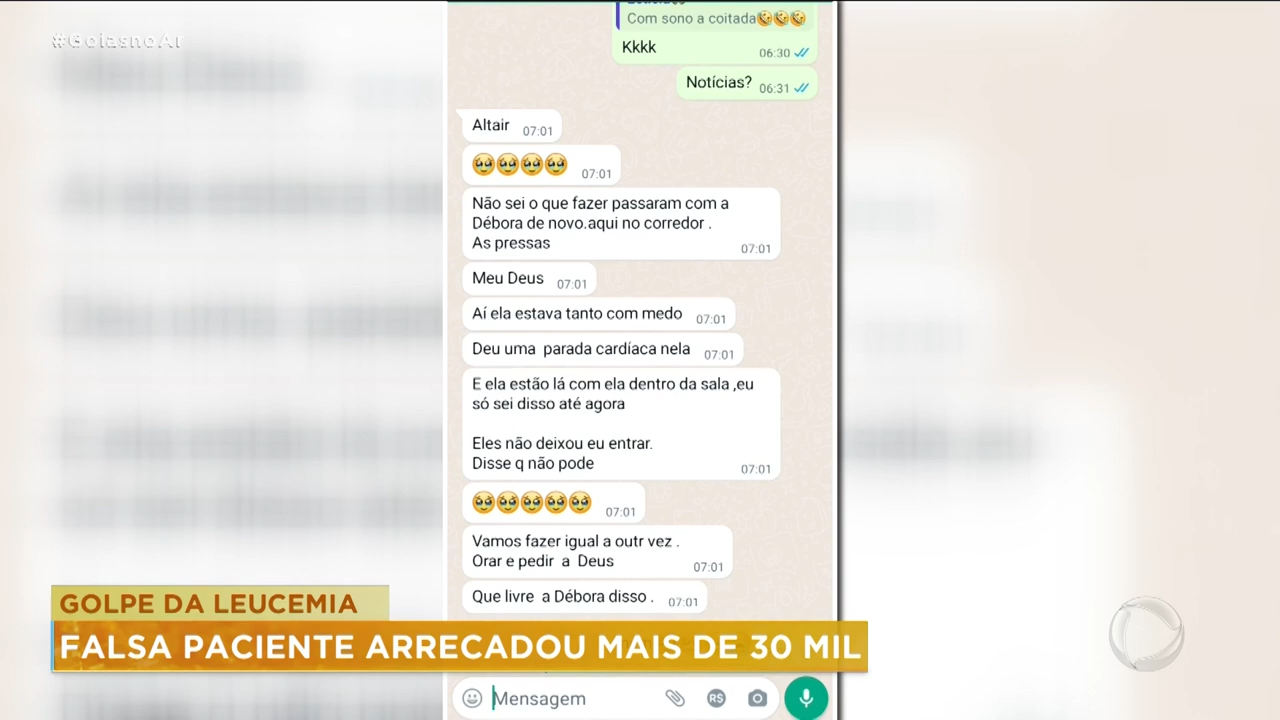 #GoiasnoAr
Com sono a coitada🤣🤣🤣
Kkkk
06:30
Notícias?
06:31
Altair
07:01
🥹🥹🥹🥹
07:01
Não sei o que fazer passaram com a
Débora de novo.aqui no corredor .
As pressas
07:01
Meu Deus
07:01
Aí ela estava tanto com medo
07:01
Deu uma parada cardíaca nela
07:01
E ela estão lá com ela dentro da sala ,eu
só sei disso até agora
Eles não deixou eu entrar.
Disse q não pode
07:01
🥹🥹🥹🥹🥹
07:01
Vamos fazer igual a outr vez .
Orar e pedir a Deus
07:01
Que livre a Débora disso .
07:01
GOLPE DA LEUCEMIA
FALSA PACIENTE ARRECADOU MAIS DE 30 MIL
Mensagem
R$